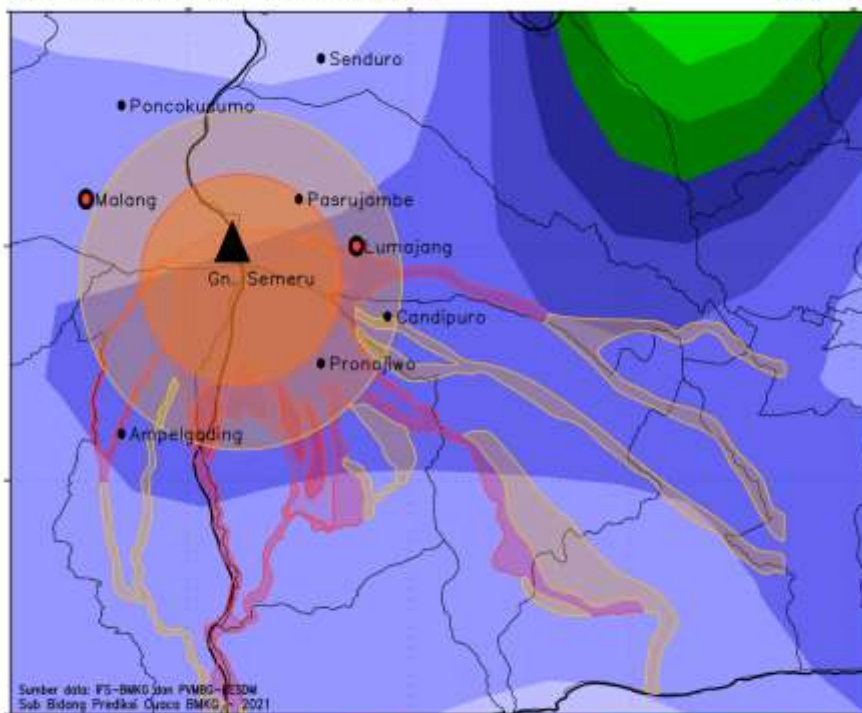 Senduro
Poncokusumo
Malang
Pasrujambe
Lumajang
Gn. Semeru
Candipuro
Pronojiwo
Ampelgading
Sumber data: IFS-BMKG dan PVMBG-KESDM
Sub Bidang Prediksi Cuaca BMKG - 2021